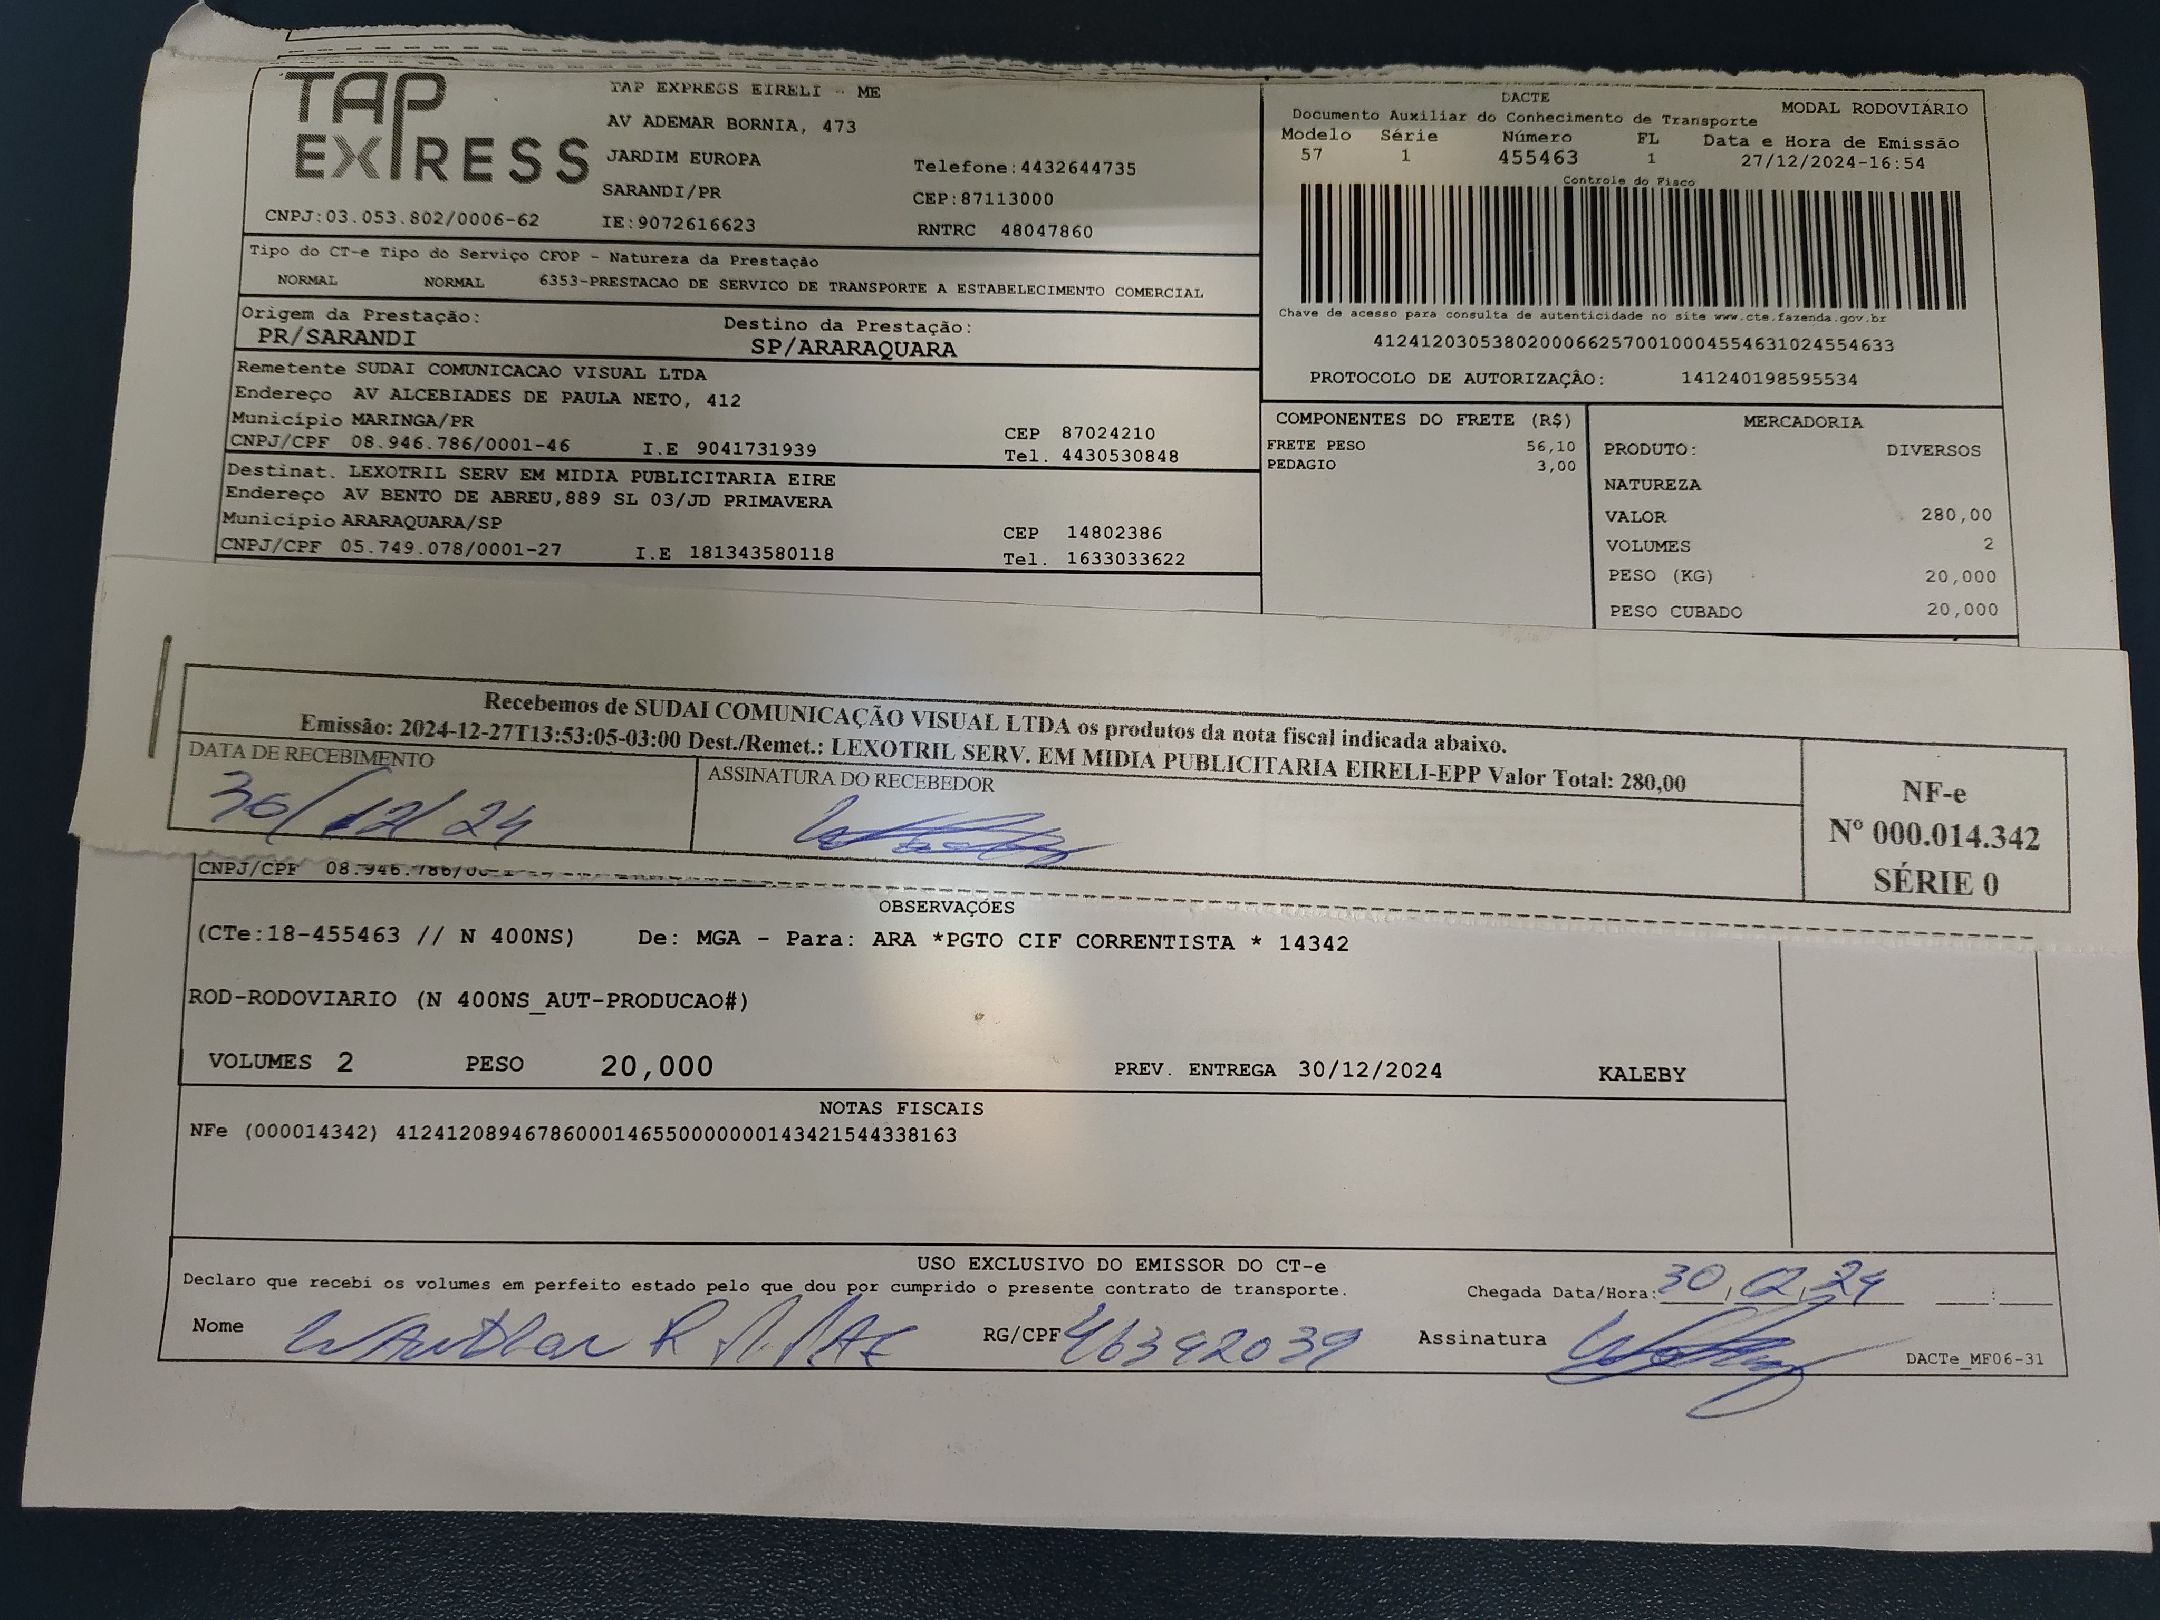 TAP EXPRESS
TAP EXPRESS EIRELI - ME
AV ADEMAR BORNIA, 473
JARDIM EUROPA
Telefone:4432644735
SARANDI/PR
CEP:87113000
CNPJ:03.053.802/0006-62
IE:9072616623
RNTRC 48047860
DACTE
Documento Auxiliar do Conhecimento de Transporte
MODAL RODOVIÁRIO
Modelo Série Número FL Data e Hora de Emissão
57 1 455463 1 27/12/2024-16:54
Controle do Fisco
Chave de acesso para consulta de autenticidade no site www.cte.fazenda.gov.br
41241203053802000662570010004554631024554633
PROTOCOLO DE AUTORIZAÇÂO: 141240198595534
Tipo do CT-e Tipo do Serviço CFOP - Natureza da Prestação
NORMAL NORMAL 6353-PRESTACAO DE SERVICO DE TRANSPORTE A ESTABELECIMENTO COMERCIAL
Origem da Prestação:
PR/SARANDI
Destino da Prestação:
SP/ARARAQUARA
Remetente SUDAI COMUNICACAO VISUAL LTDA
Endereço AV ALCEBIADES DE PAULA NETO, 412
Município MARINGA/PR
CEP 87024210
CNPJ/CPF 08.946.786/0001-46 I.E 9041731939 Tel. 4430530848
Destinat. LEXOTRIL SERV EM MIDIA PUBLICITARIA EIRE
Endereço AV BENTO DE ABREU,889 SL 03/JD PRIMAVERA
Município ARARAQUARA/SP
CEP 14802386
CNPJ/CPF 05.749.078/0001-27 I.E 181343580118 Tel. 1633033622
COMPONENTES DO FRETE (R$)
FRETE PESO 56,10
PEDAGIO 3,00
MERCADORIA
PRODUTO: DIVERSOS
NATUREZA
VALOR 280,00
VOLUMES 2
PESO (KG) 20,000
PESO CUBADO 20,000
Recebemos de SUDAI COMUNICAÇÃO VISUAL LTDA os produtos da nota fiscal indicada abaixo.
Emissão: 2024-12-27T13:53:05-03:00 Dest./Remet.: LEXOTRIL SERV. EM MIDIA PUBLICITARIA EIRELI-EPP Valor Total: 280,00
DATA DE RECEBIMENTO
30/12/24
ASSINATURA DO RECEBEDOR
NF-e
Nº 000.014.342
SÉRIE 0
CNPJ/CPF 08.946.786/00
OBSERVAÇÕES
(CTe:18-455463 // N 400NS) De: MGA - Para: ARA *PGTO CIF CORRENTISTA * 14342
ROD-RODOVIARIO (N 400NS_AUT-PRODUCAO#)
VOLUMES 2 PESO 20,000 PREV. ENTREGA 30/12/2024 KALEBY
NOTAS FISCAIS
NFe (000014342) 41241208946786000146550000000143421544338163
USO EXCLUSIVO DO EMISSOR DO CT-e
Declaro que recebi os volumes em perfeito estado pelo que dou por cumprido o presente contrato de transporte.
Chegada Data/Hora: 30,12,24 :
Nome
RG/CPF 46392039
Assinatura
DACTe_MF06-31